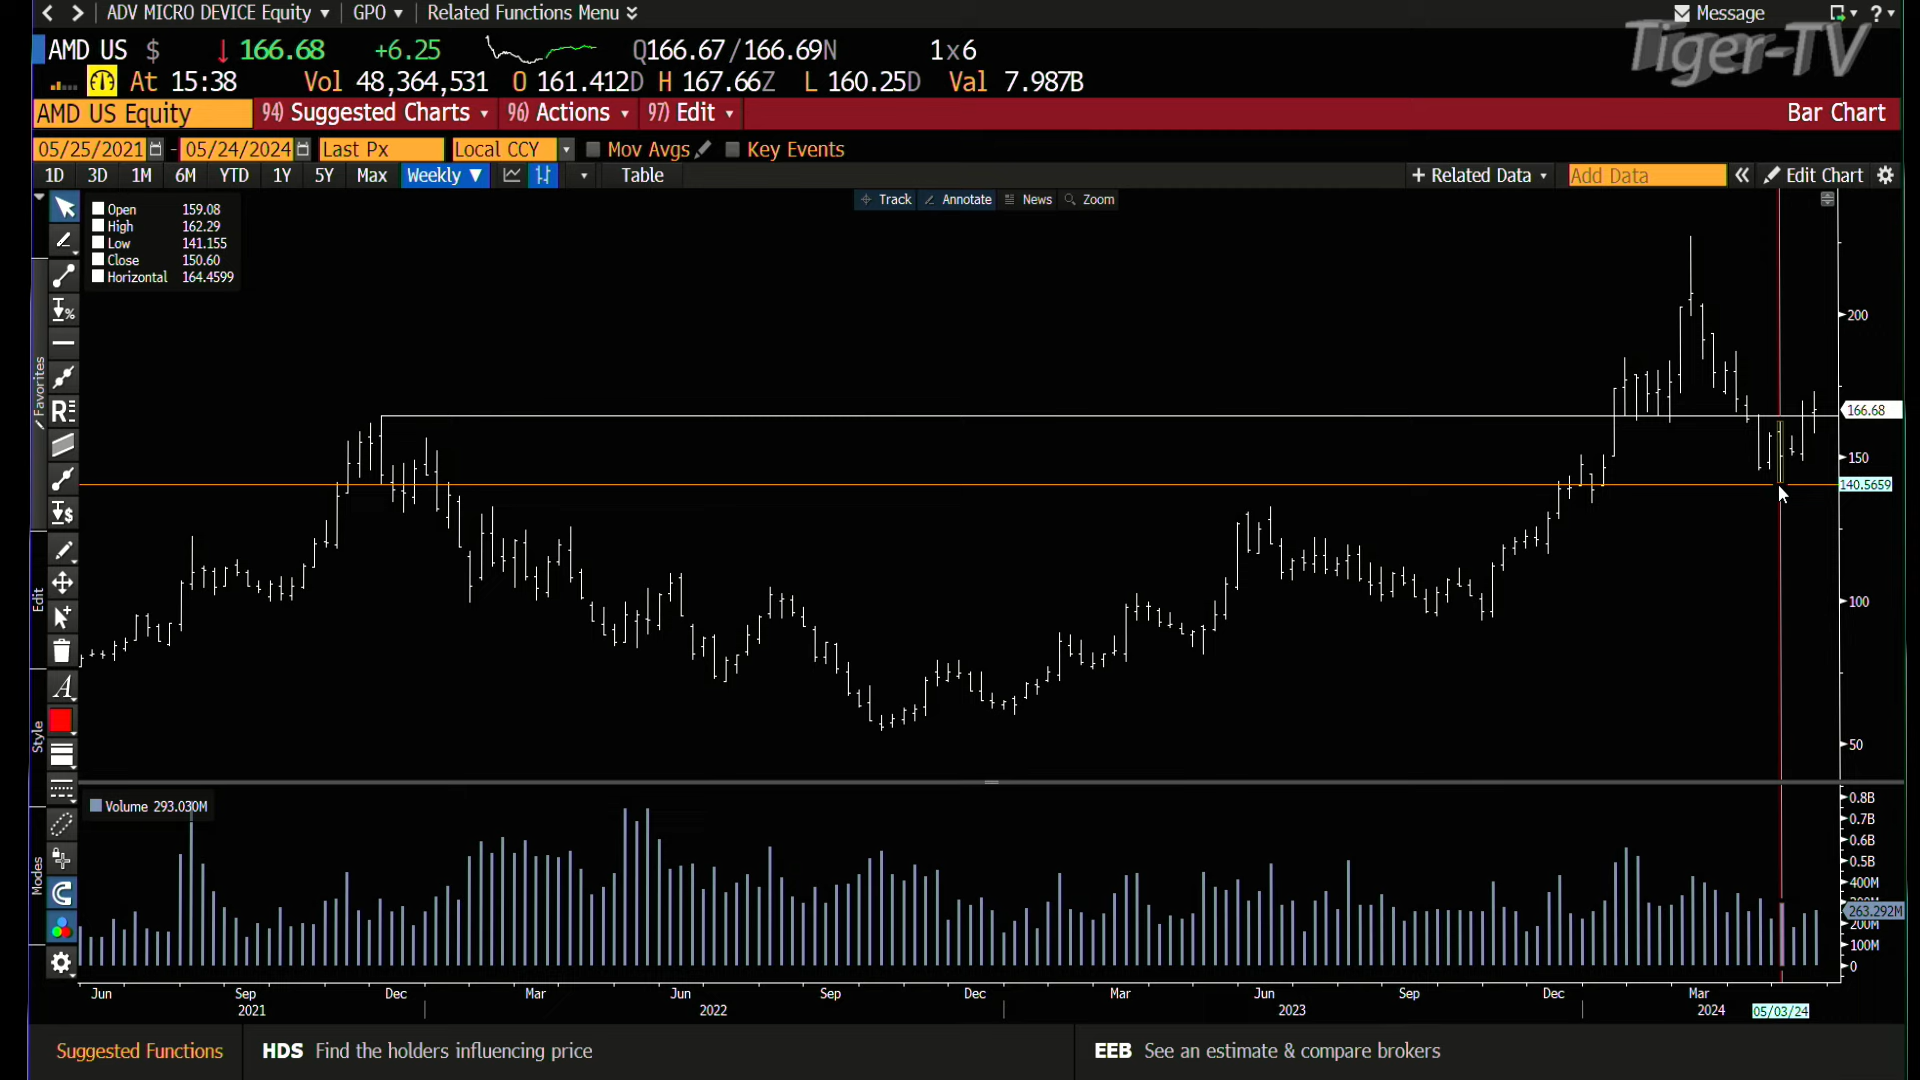 ADV MICRO DEVICE Equity GPO Related Functions Menu Message ?
Tiger-TV
AMD US $ 166.68 +6.25 Q166.67/166.69N 1x6
At 15:38 Vol 48,364,531 O 161.412D H 167.66Z L 160.25D Val 7.987B
AMD US Equity 94) Suggested Charts 96) Actions 97) Edit Bar Chart
05/25/2021 - 05/24/2024 Last Px Local CCY Mov Avgs Key Events
1D 3D 1M 6M YTD 1Y 5Y Max Weekly ▼ Table + Related Data Add Data « Edit Chart
Track Annotate News Zoom
Open 159.08
High 162.29
Low 141.155
Close 150.60
Horizontal 164.4599
Favorites
Edit
Style
Modes
%
R
$
A
200
166.68
150
140.5659
100
50
Volume 293.030M
0.8B
0.7B
0.6B
0.5B
400M
263.292M
200M
100M
0
Jun Sep Dec Mar Jun Sep Dec Mar Jun Sep Dec Mar
2021 2022 2023 2024 05/03/24
Suggested Functions HDS Find the holders influencing price EEB See an estimate & compare brokers